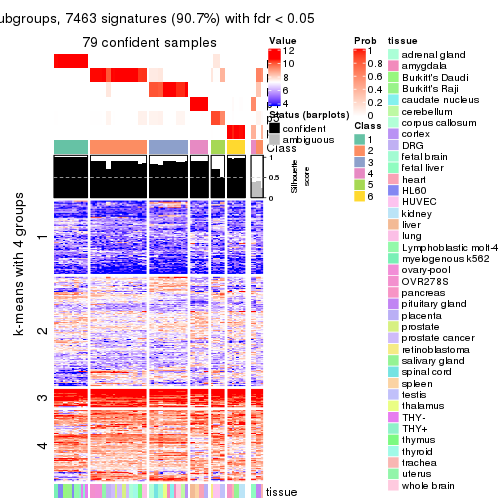 ubgroups, 7463 signatures (90.7%) with fdr < 0.05
79 confident samples
k-means with 4 groups
1
2
3
4
Class
1
0.5
0
Silhouette
score
tissue
Value
12
10
8
6
4
Status (barplots)
confident
ambiguous
Prob
1
0.8
0.6
0.4
0.2
0
Class
1
2
3
4
5
6
tissue
adrenal gland
amygdala
Burkitt's Daudi
Burkitt's Raji
caudate nucleus
cerebellum
corpus callosum
cortex
DRG
fetal brain
fetal liver
heart
HL60
HUVEC
kidney
liver
lung
Lymphoblastic molt-4
myelogenous k562
ovary-pool
OVR278S
pancreas
pituitary gland
placenta
prostate
prostate cancer
retinoblastoma
salivary gland
spinal cord
spleen
testis
thalamus
THY-
THY+
thymus
thyroid
trachea
uterus
whole brain